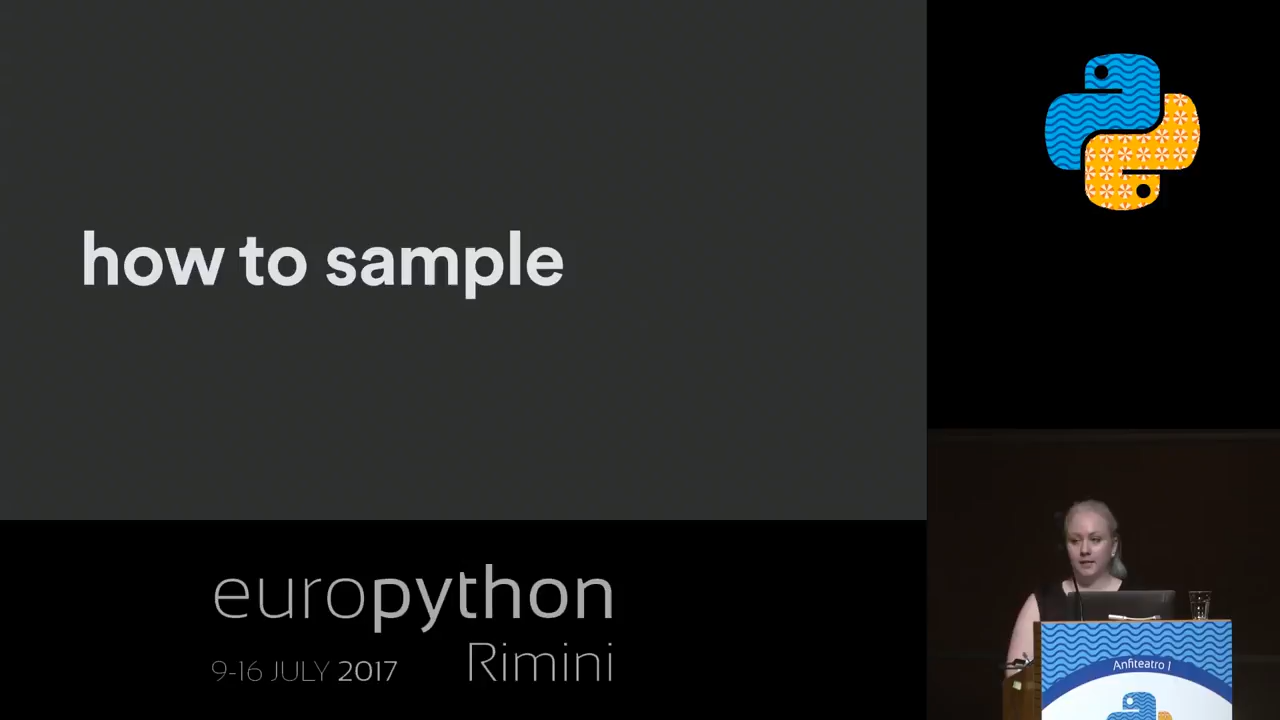 how to sample
europython
9-16 JULY 2017
Rimini
Anfiteatro I